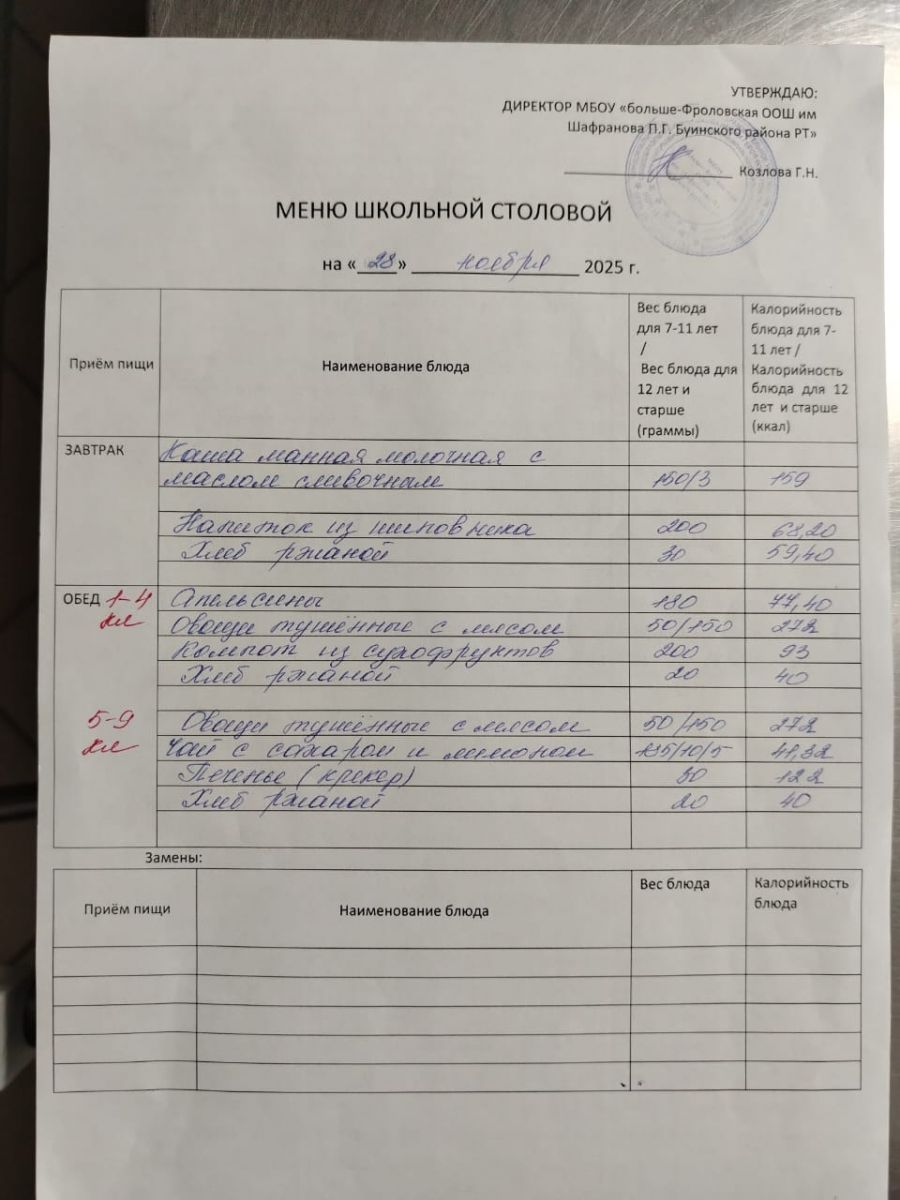 УТВЕРЖДАЮ:
ДИРЕКТОР МБОУ «больше-Фроловская ООШ им
Шафранова П.Г. Буинского района РТ»
Козлова Г.Н.
МЕНЮ ШКОЛЬНОЙ СТОЛОВОЙ
на « 28 » ноября 2025 г.
Приём пищи
Наименование блюда
Вес блюда
для 7-11 лет
/
Вес блюда для
12 лет и
старше
(граммы)
Калорийность
блюда для 7-
11 лет /
Калорийность
блюда для 12
лет и старше
(ккал)
ЗАВТРАК
Каша манная молочная с
маслом сливочным 150/3 159
Напиток из шиповника 200 68,20
Хлеб ржаной 30 59,40
ОБЕД 1-4 Апельсины 180 77,40
кл Овощи тушённые с мясом 50/150 272
Компот из сухофруктов 200 93
Хлеб ржаной 20 40
5-9 Овощи тушённые с мясом 50/150 272
кл Чай с сахаром и лимоном 41,32
Печенье (крекер) 30 122
Хлеб ржаной 20 40
Замены:
Приём пищи
Наименование блюда
Вес блюда
Калорийность
блюда